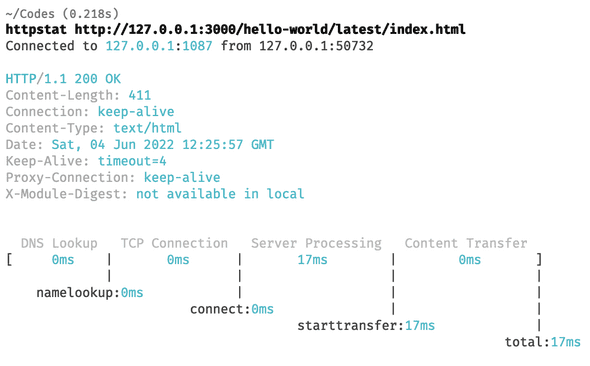 ~/Codes (0.218s)
httpstat http://127.0.0.1:3000/hello-world/latest/index.html
Connected to 127.0.0.1:1087 from 127.0.0.1:50732
HTTP/1.1 200 OK
Content-Length: 411
Connection: keep-alive
Content-Type: text/html
Date: Sat, 04 Jun 2022 12:25:57 GMT
Keep-Alive: timeout=4
Proxy-Connection: keep-alive
X-Module-Digest: not available in local
DNS Lookup   TCP Connection   Server Processing   Content Transfer
[     0ms    |      0ms       |       17ms        |       0ms        ]
             |                |                   |                  |
    namelookup:0ms            |                   |                  |
                        connect:0ms               |                  |
                                      starttransfer:17ms             |
                                                                 total:17ms